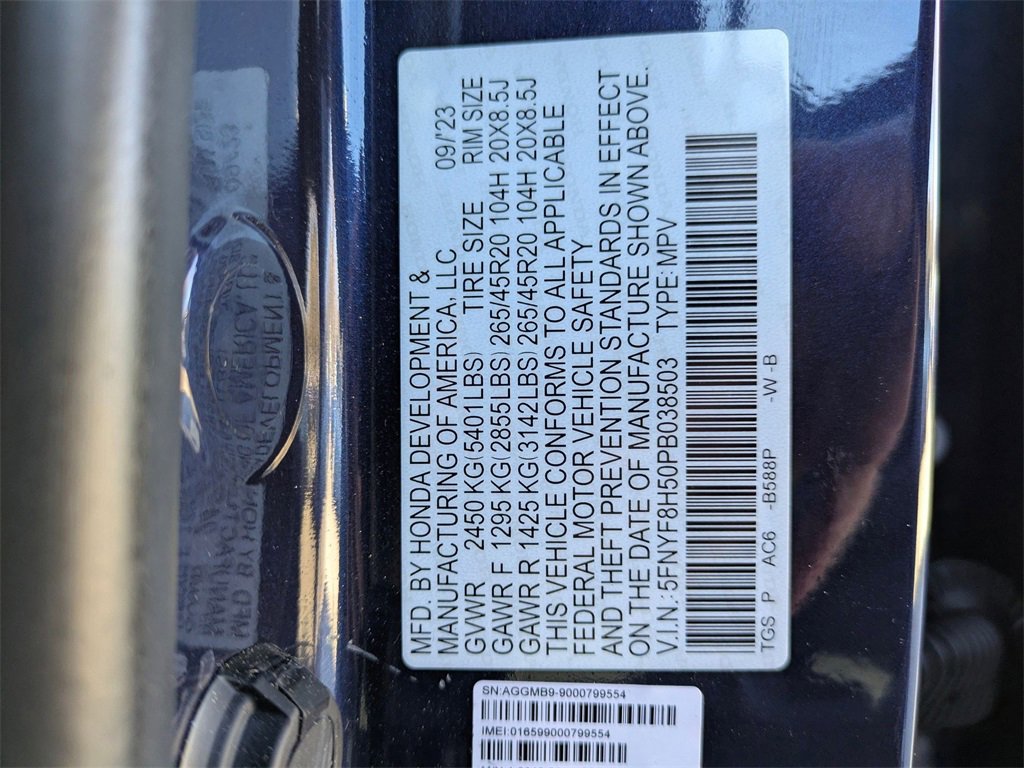 MFD. BY HONDA DEVELOPMENT &
MANUFACTURING OF AMERICA, LLC 09/'23
GVWR 2450 KG(5401LBS) TIRE SIZE RIM SIZE
GAWR F 1295 KG(2855LBS) 265/45R20 104H 20X8.5J
GAWR R 1425 KG(3142LBS) 265/45R20 104H 20X8.5J
THIS VEHICLE CONFORMS TO ALL APPLICABLE
FEDERAL MOTOR VEHICLE SAFETY
AND THEFT PREVENTION STANDARDS IN EFFECT
ON THE DATE OF MANUFACTURE SHOWN ABOVE.
V.I.N.:5FNYF8H50PB038503 TYPE:MPV
TGS P AC6 -B588P -W -B
SN:AGGMB9-9000799554
IMEI:016599000799554